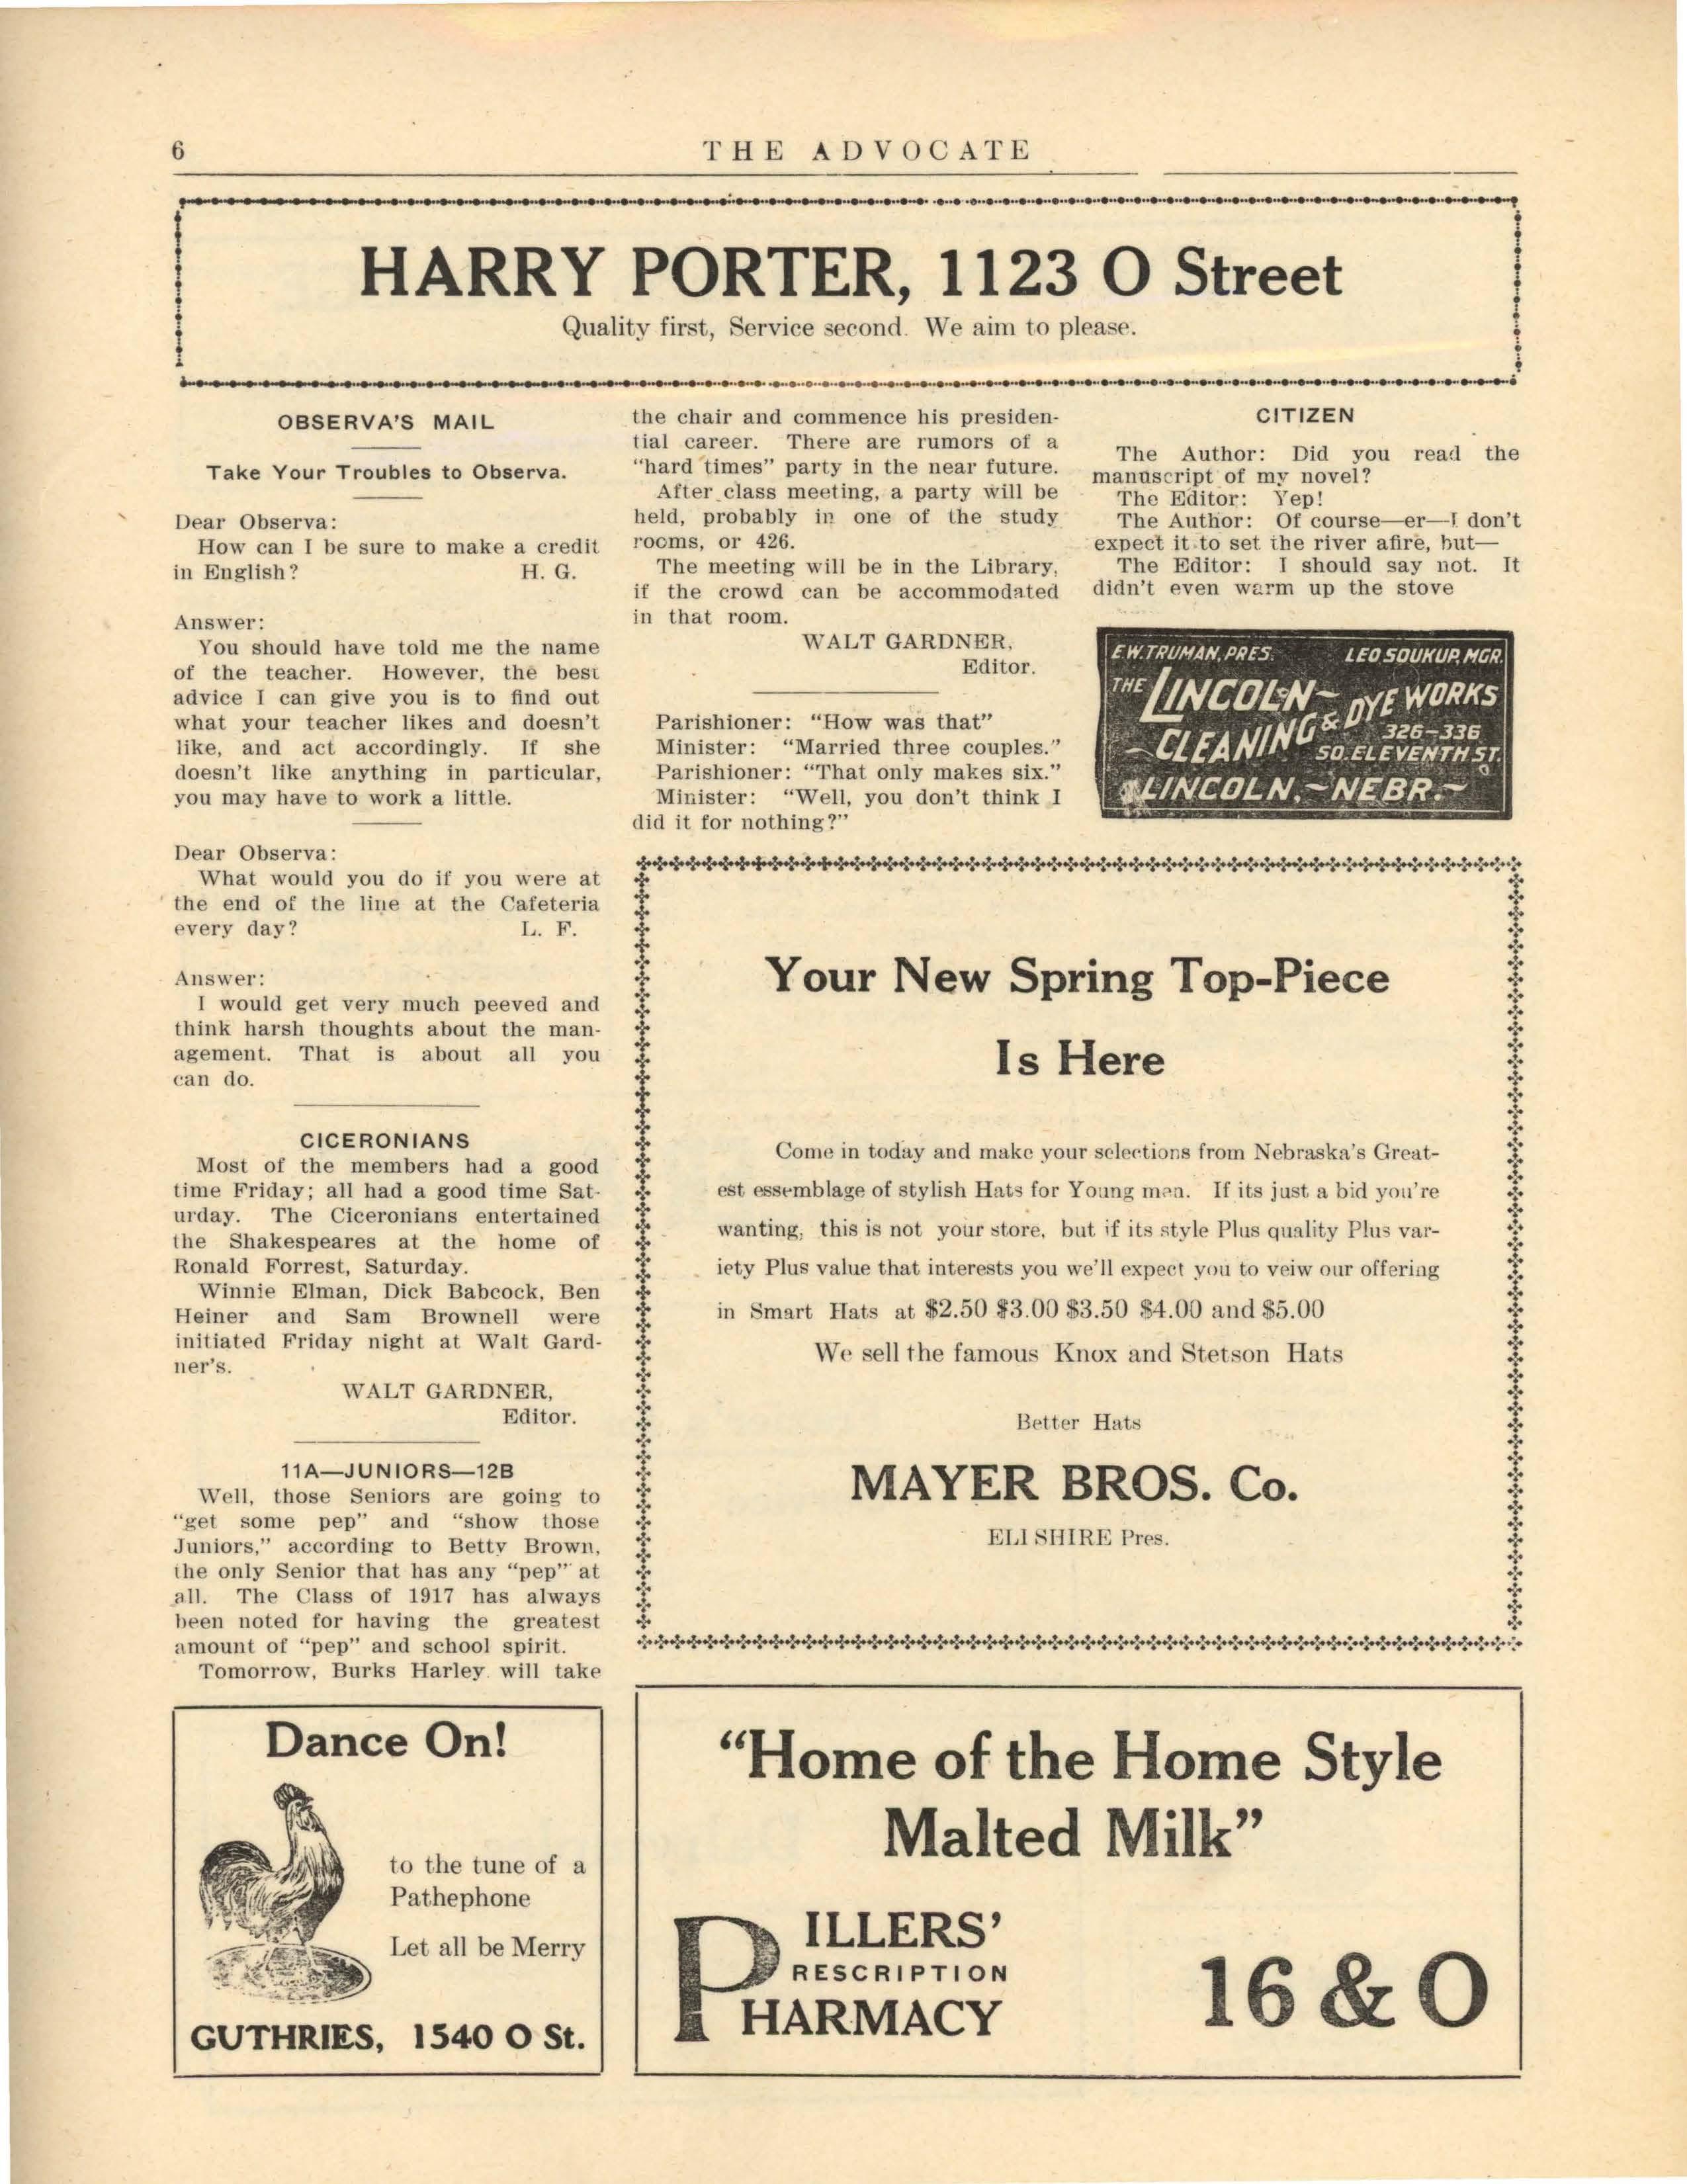 6
THE ADVOCATE
HARRY PORTER, 1123 O Street
Quality first, Service second. We aim to please.
OBSERVA'S MAIL
Take Your Troubles to Observa.
Dear Observa:
How can I be sure to make a credit
in English? H. G.
Answer:
You should have told me the name
of the teacher. However, the best
advice I can give you is to find out
what your teacher likes and doesn't
like, and act accordingly. If she
doesn't like anything in particular,
you may have to work a little.
Dear Observa:
What would you do if you were at
the end of the line at the Cafeteria
every day? L. F.
Answer:
I would get very much peeved and
think harsh thoughts about the man-
agement. That is about all you
can do.
CICERONIANS
Most of the members had a good
time Friday; all had a good time Sat-
urday. The Ciceronians entertained
the Shakespeares at the home of
Ronald Forrest, Saturday.
Winnie Elman, Dick Babcock, Ben
Heiner and Sam Brownell were
initiated Friday night at Walt Gard-
ner's.
WALT GARDNER,
Editor.
11A—JUNIORS—12B
Well, those Seniors are going to
"get some pep" and "show those
Juniors," according to Betty Brown,
the only Senior that has any "pep" at
all. The Class of 1917 has always
been noted for having the greatest
amount of "pep" and school spirit.
Tomorrow, Burks Harley will take
the chair and commence his presiden-
tial career. There are rumors of a
"hard times" party in the near future.
After class meeting, a party will be
held, probably in one of the study
rooms, or 426.
The meeting will be in the Library,
if the crowd can be accommodated
in that room.
WALT GARDNER,
Editor.
Parishioner: "How was that"
Minister: "Married three couples."
Parishioner: "That only makes six."
Minister: "Well, you don't think I
did it for nothing?"
CITIZEN
The Author: Did you read the
manuscript of my novel?
The Editor: Yep!
The Author: Of course—er—I don't
expect it to set the river afire, but—
The Editor: I should say not. It
didn't even warm up the stove
E.W. TRUMAN, PRES. LEO SOUKUP, MGR.
THE LINCOLN
CLEANING & DYE WORKS
326-336
SO. ELEVENTH ST.
LINCOLN, NEBR.
Your New Spring Top-Piece
Is Here
Come in today and make your selections from Nebraska's Great-
est essemblage of stylish Hats for Young men. If its just a bid you're
wanting, this is not your store, but if its style Plus quality Plus var-
iety Plus value that interests you we'll expect you to veiw our offering
in Smart Hats at $2.50 $3.00 $3.50 $4.00 and $5.00
We sell the famous Knox and Stetson Hats
Better Hats
MAYER BROS. Co.
ELI SHIRE Pres.
Dance On!
to the tune of a
Pathephone
Let all be Merry
GUTHRIES, 1540 O St.
"Home of the Home Style
Malted Milk"
PILLERS'
PRESCRIPTION
PHARMACY
16 & O